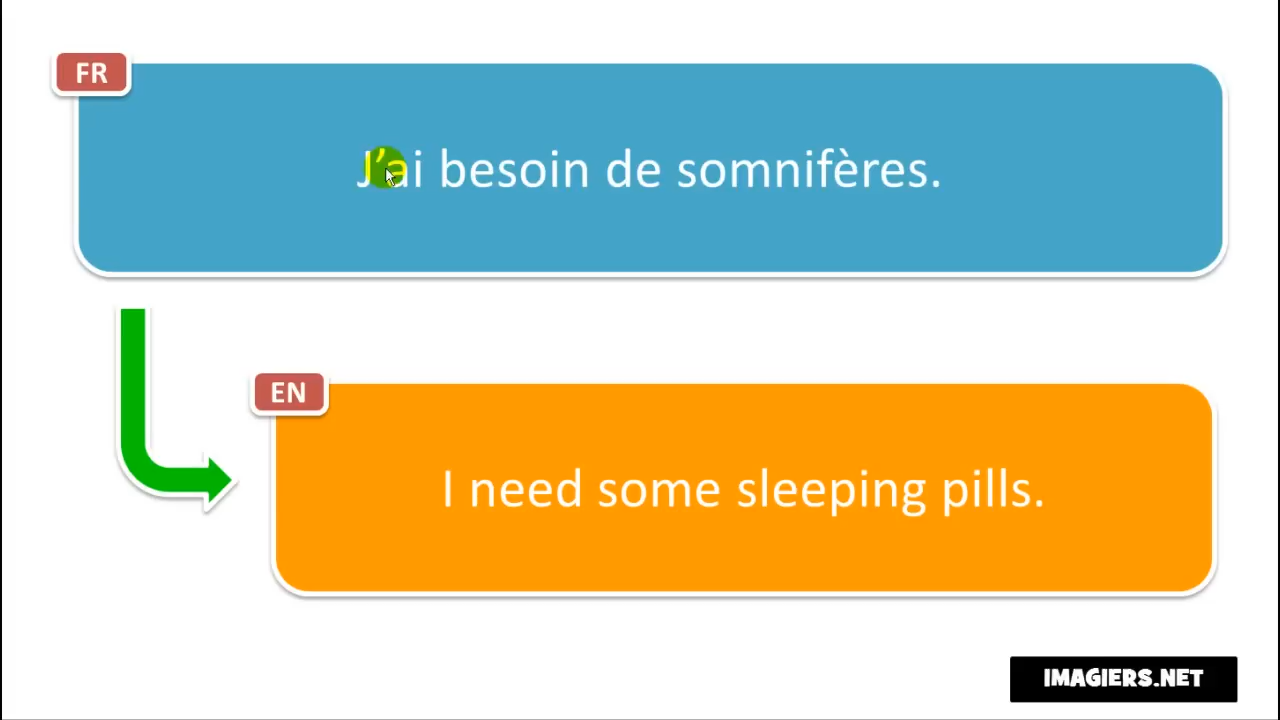 FR
J’ai besoin de somnifères.
EN
I need some sleeping pills.
IMAGIERS.NET